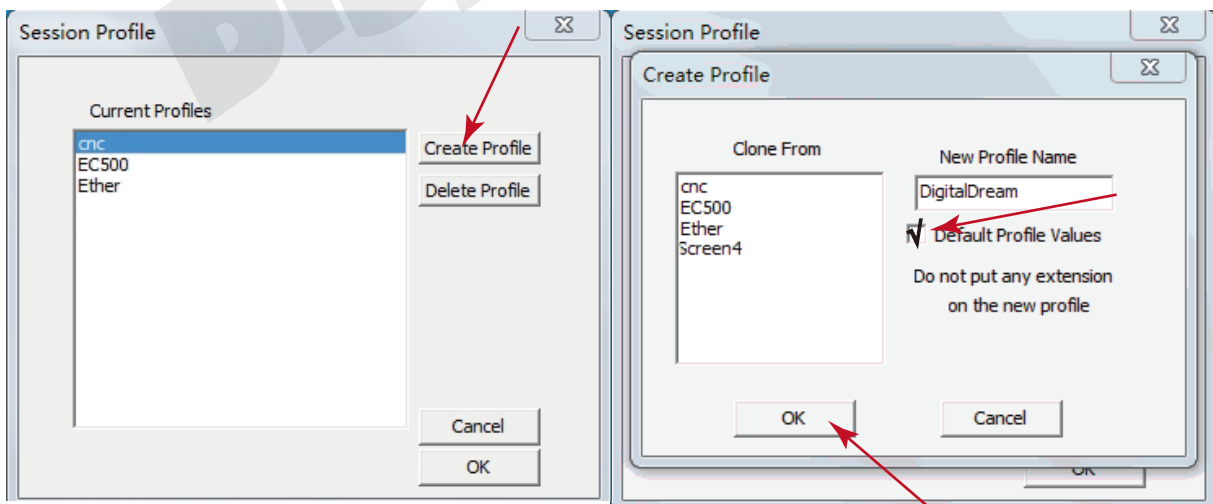 Session Profile
Current Profiles
cnc
EC500
Ether
Create Profile
Delete Profile
Cancel
OK
Session Profile
Create Profile
Clone From
cnc
EC500
Ether
Screen4
New Profile Name
DigitalDream
Default Profile Values
Do not put any extension
on the new profile
OK
Cancel
OK